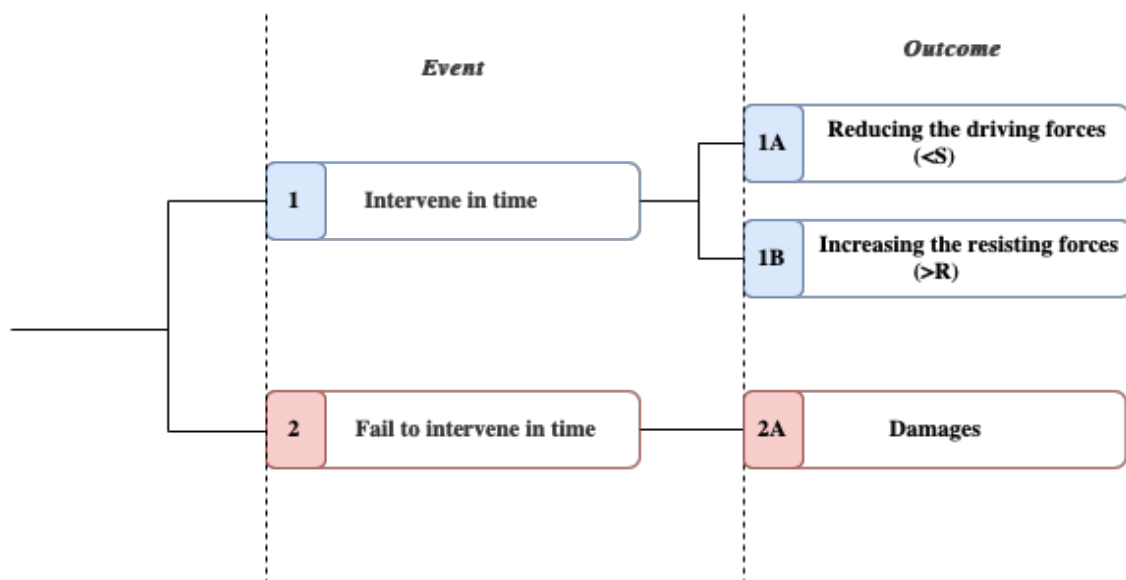 Event
Outcome
1A
Reducing the driving forces
(<S)
1
Intervene in time
1B
Increasing the resisting forces
(>R)
2
Fail to intervene in time
2A
Damages